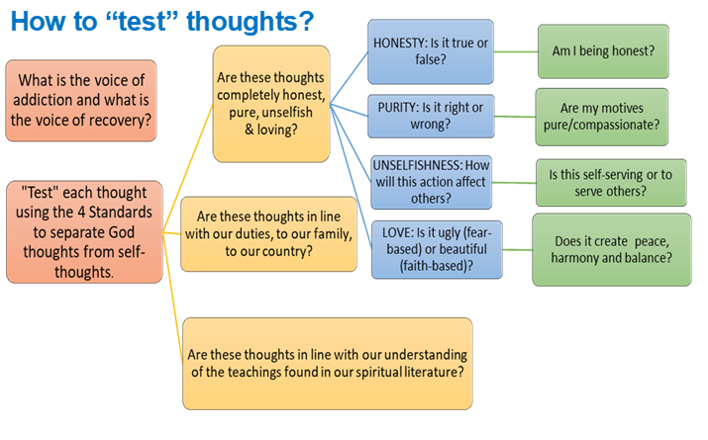 How to “test” thoughts?
What is the voice of
addiction and what is
the voice of recovery?
"Test" each thought
using the 4 Standards
to separate God
thoughts from self-
thoughts.
Are these thoughts
completely honest,
pure, unselfish
& loving?
Are these thoughts in line
with our duties, to our family,
to our country?
Are these thoughts in line with our understanding
of the teachings found in our spiritual literature?
HONESTY: Is it true or
false?
PURITY: Is it right or
wrong?
UNSELFISHNESS: How
will this action affect
others?
LOVE: Is it ugly (fear-
based) or beautiful
(faith-based)?
Am I being honest?
Are my motives
pure/compassionate?
Is this self-serving or to
serve others?
Does it create peace,
harmony and balance?